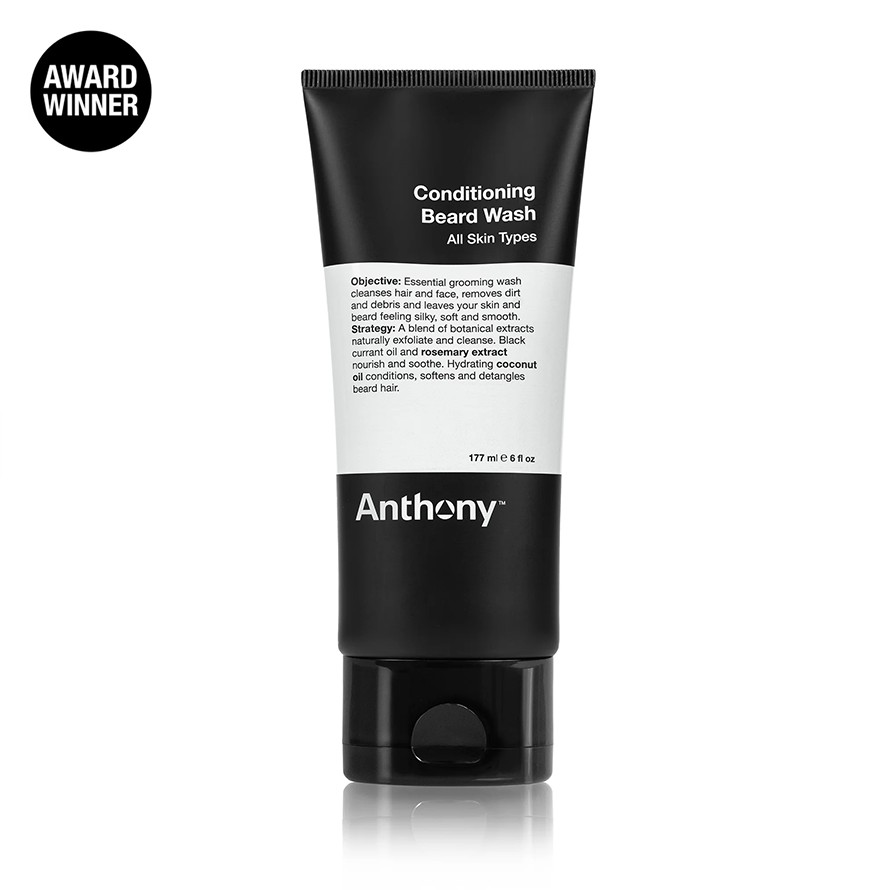 AWARD
WINNER
Conditioning
Beard Wash
All Skin Types
Objective: Essential grooming wash
cleanses hair and face, removes dirt
and debris and leaves your skin and
beard feeling silky, soft and smooth.
Strategy: A blend of botanical extracts
naturally exfoliate and cleanse. Black
currant oil and rosemary extract
nourish and soothe. Hydrating coconut
oil conditions, softens and detangles
beard hair.
177 ml ℮ 6 fl oz
Anthony™